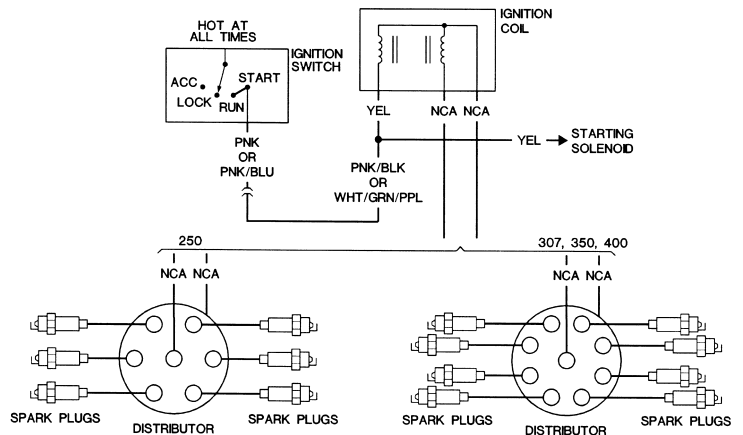 HOT AT
ALL TIMES
IGNITION
SWITCH
ACC
LOCK
RUN
START
IGNITION
COIL
YEL
NCA
NCA
PNK
OR
PNK/BLU
PNK/BLK
OR
WHT/GRN/PPL
YEL
STARTING
SOLENOID
250
NCA
NCA
307, 350, 400
NCA
NCA
SPARK PLUGS
DISTRIBUTOR
SPARK PLUGS
SPARK PLUGS
DISTRIBUTOR
SPARK PLUGS